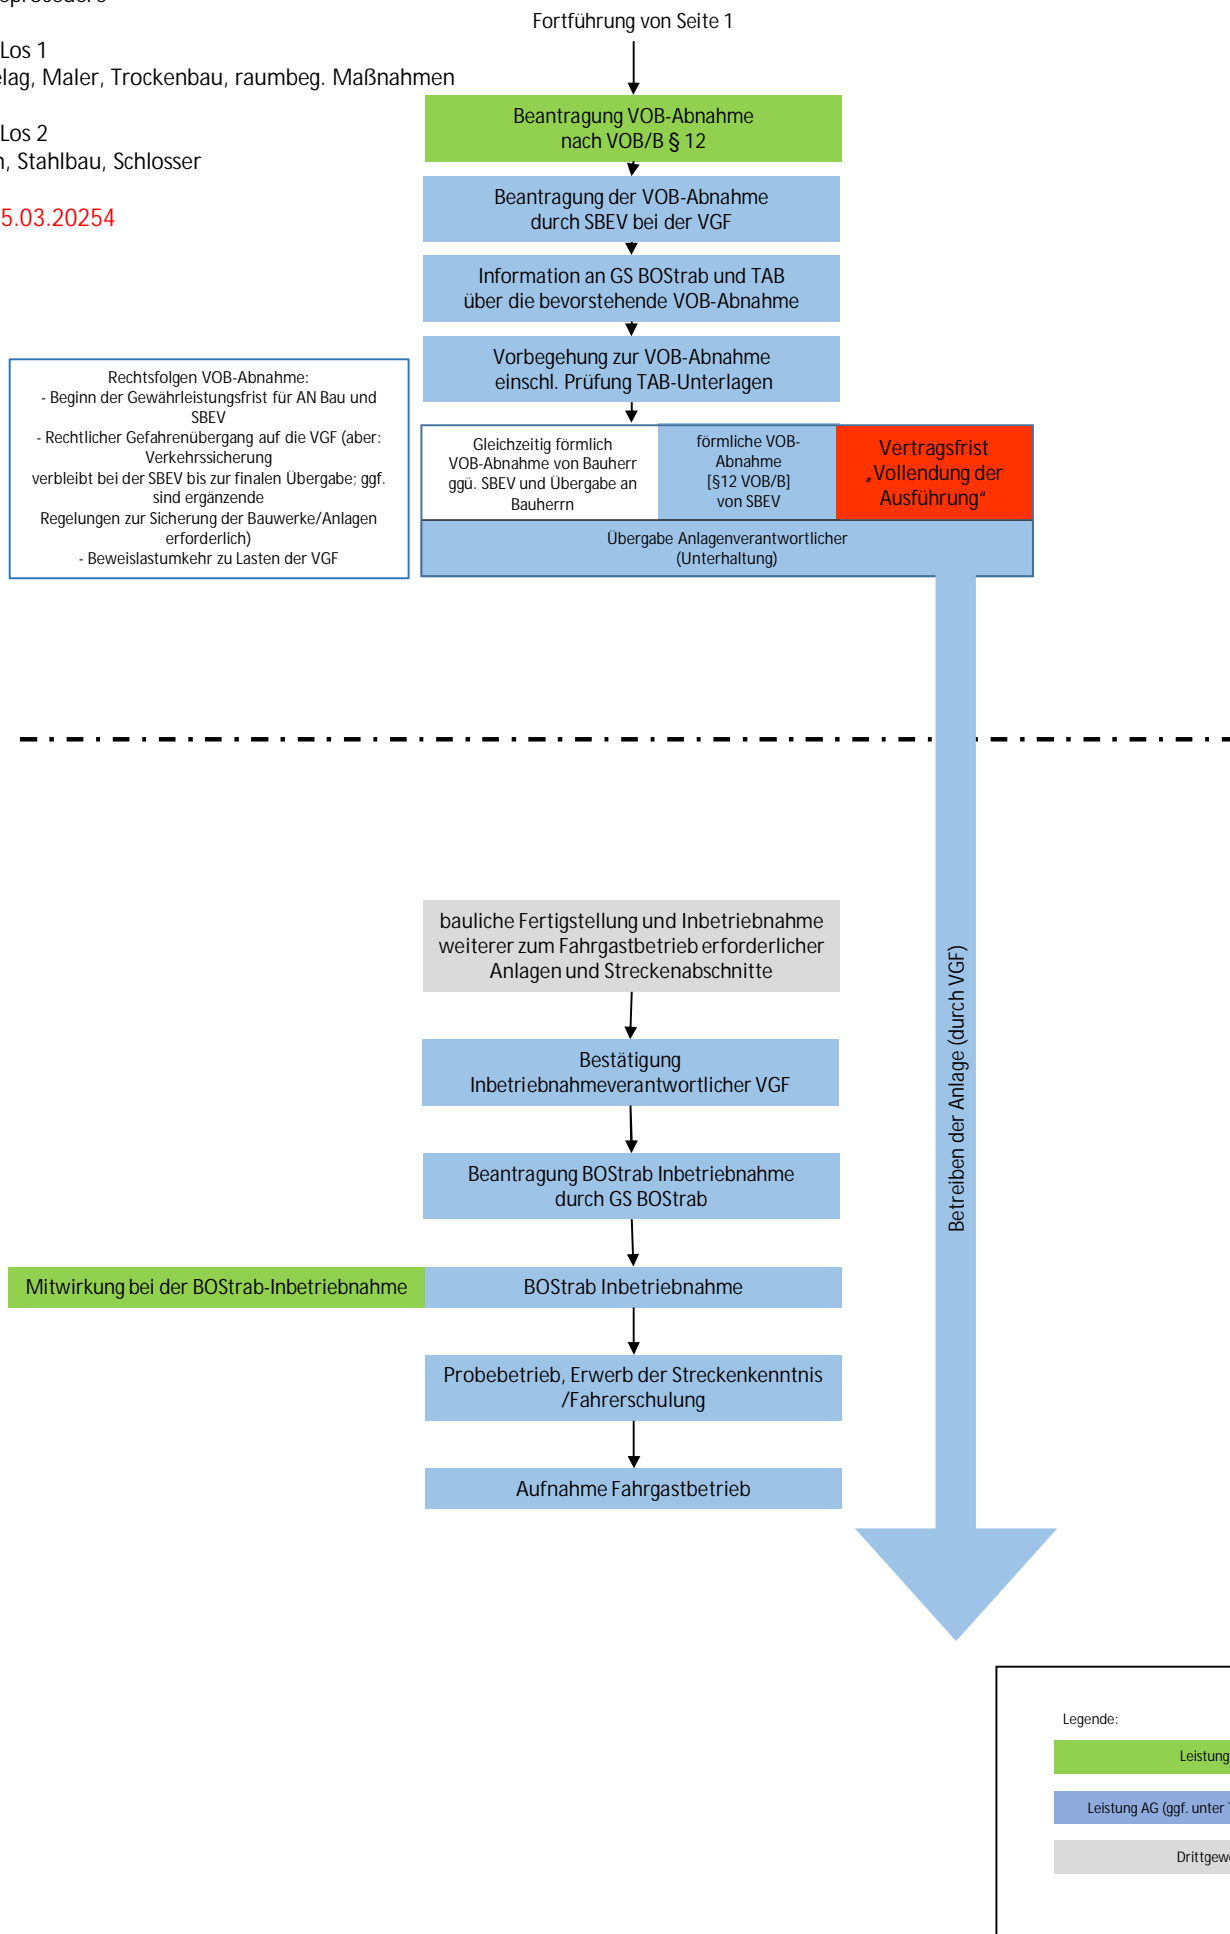 Fortführung von Seite 1
Los 1
Maler, Trockenbau, raumbeg. Maßnahmen
Los 2
Stahlbau, Schlosser
5.03.20254
Beantragung VOB-Abnahme
nach VOB/B § 12
Beantragung der VOB-Abnahme
durch SBEV bei der VGF
Information an GS BOStrab und TAB
über die bevorstehende VOB-Abnahme
Vorbegehung zur VOB-Abnahme
einschl. Prüfung TAB-Unterlagen
Rechtsfolgen VOB-Abnahme:
- Beginn der Gewährleistungsfrist für AN Bau und
SBEV
- Rechtlicher Gefahrenübergang auf die VGF (aber:
Verkehrssicherung
verbleibt bei der SBEV bis zur finalen Übergabe; ggf.
sind ergänzende
Regelungen zur Sicherung der Bauwerke/Anlagen
erforderlich)
- Beweislastumkehr zu Lasten der VGF
Gleichzeitig förmlich
VOB-Abnahme von Bauherr
ggü. SBEV und Übergabe an
Bauherrn
förmliche VOB-
Abnahme
[§12 VOB/B]
von SBEV
Vertragsfrist
„Vollendung der
Ausführung“
Übergabe Anlagenverantwortlicher
(Unterhaltung)
Betreiben der Anlage (durch VGF)
bauliche Fertigstellung und Inbetriebnahme
weiterer zum Fahrgastbetrieb erforderlicher
Anlagen und Streckenabschnitte
Bestätigung
Inbetriebnahmeverantwortlicher VGF
Beantragung BOStrab Inbetriebnahme
durch GS BOStrab
Mitwirkung bei der BOStrab-Inbetriebnahme
BOStrab Inbetriebnahme
Probebetrieb, Erwerb der Streckenkenntnis
/Fahrerschulung
Aufnahme Fahrgastbetrieb
Legende:
Leistung
Leistung AG (ggf. unter